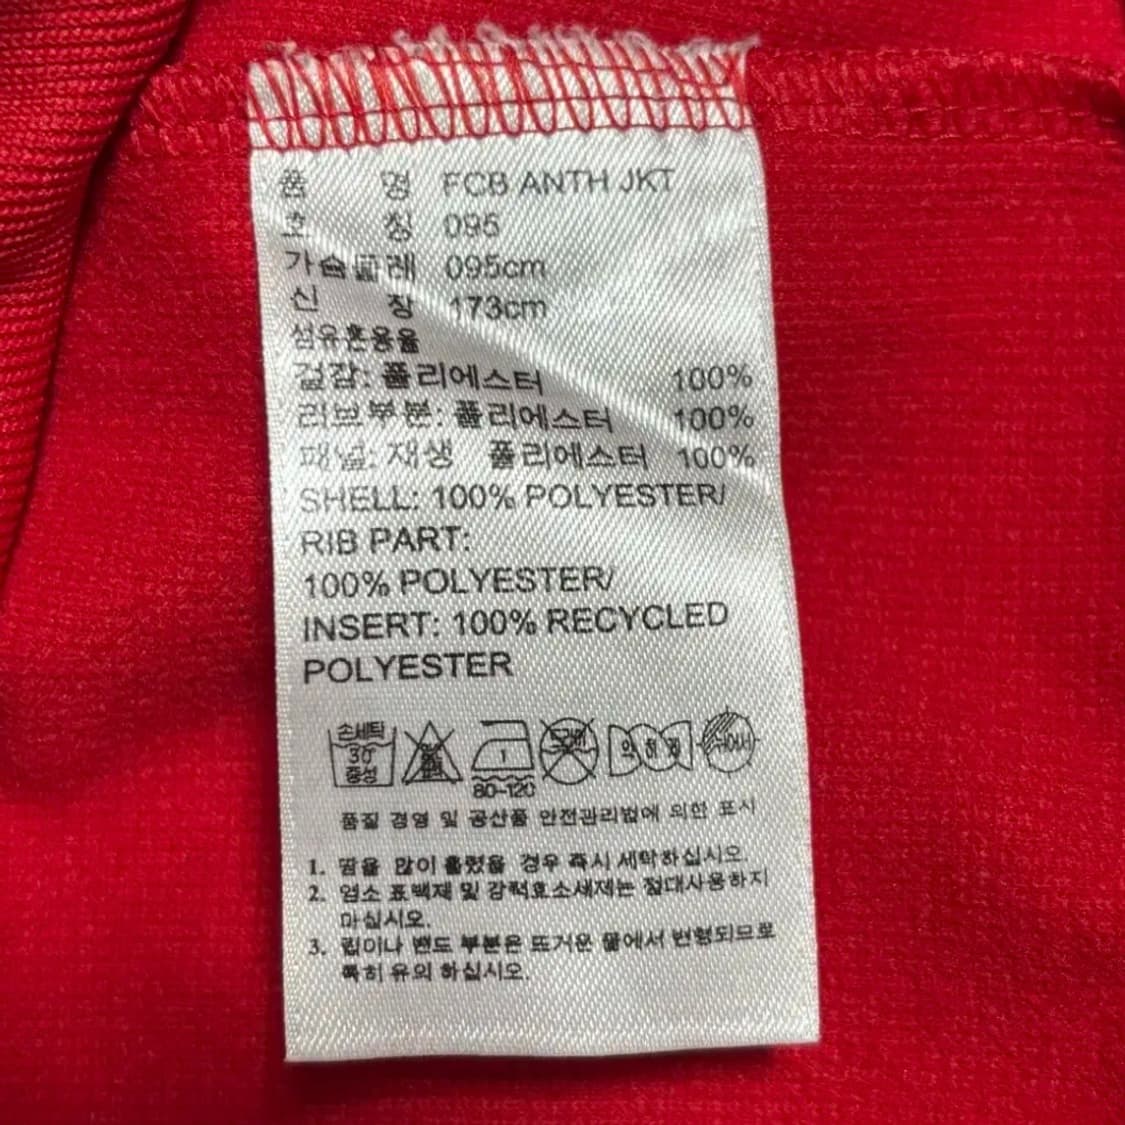 품 명 FCB ANTH JKT
호 칭 095
가슴둘레 095cm
신 장 173cm
섬유혼용율
겉감: 폴리에스터 100%
리브부분: 폴리에스터 100%
패널: 재생 폴리에스터 100%
SHELL: 100% POLYESTER/
RIB PART:
100% POLYESTER/
INSERT: 100% RECYCLED
POLYESTER
손세탁
30
중성
1
80-120
품질 경영 및 공산품 안전관리법에 의한 표시
1. 땀을 많이 흘렸을 경우 즉시 세탁하십시오.
2. 염소 표백제 및 강력효소세제는 절대사용하지
마십시오.
3. 립이나 밴드 부분은 뜨거운 물에서 변형되므로
특히 유의 하십시오.